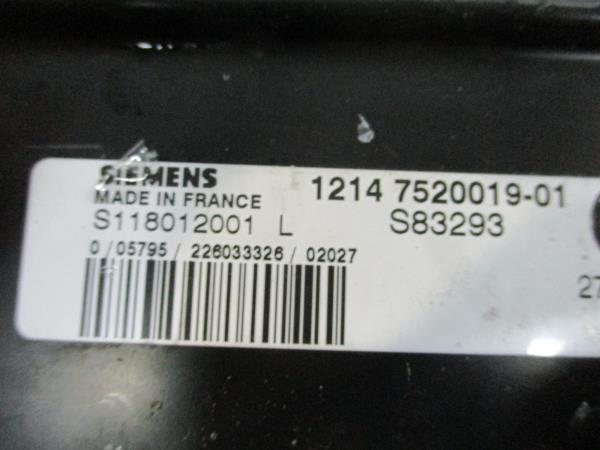 SIEMENS
MADE IN FRANCE
1214 7520019-01
S118012001 L
S83293
0 / 05795 / 226033326 / 02027
27